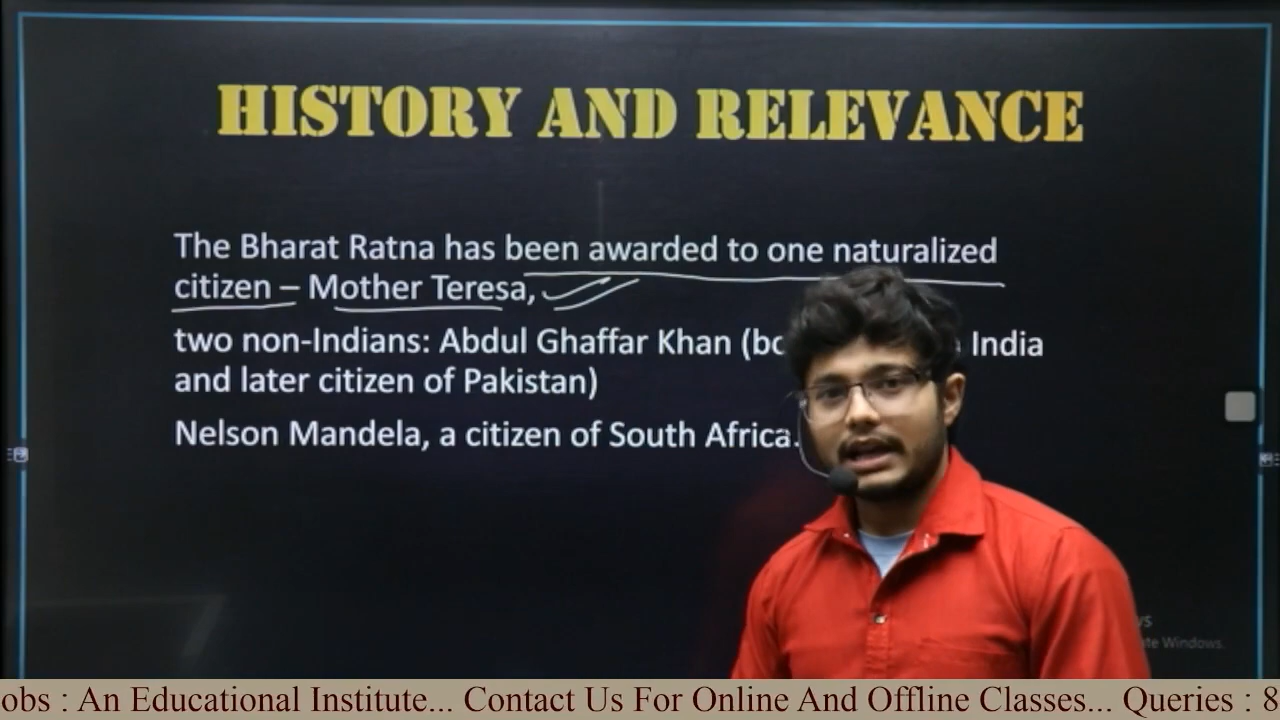 HISTORY AND RELEVANCE
The Bharat Ratna has been awarded to one naturalized
citizen – Mother Teresa,
two non-Indians: Abdul Ghaffar Khan (bo India
and later citizen of Pakistan)
Nelson Mandela, a citizen of South Africa.
te Windows.
obs : An Educational Institute... Contact Us For Online And Offline Classes... Queries : 8